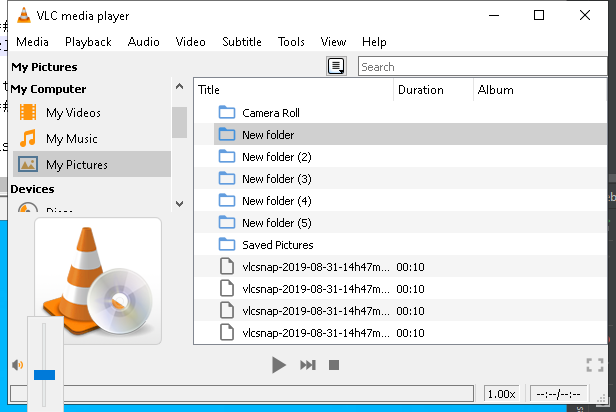 VLC media player
Media Playback Audio Video Subtitle Tools View Help
My Pictures
Search
My Computer
My Videos
My Music
My Pictures
Devices
Title Duration Album
Camera Roll
New folder
New folder (2)
New folder (3)
New folder (4)
New folder (5)
Saved Pictures
vlcsnap-2019-08-31-14h47m... 00:10
vlcsnap-2019-08-31-14h47m... 00:10
vlcsnap-2019-08-31-14h47m... 00:10
vlcsnap-2019-08-31-14h47m... 00:10
1.00x --:--/--:--